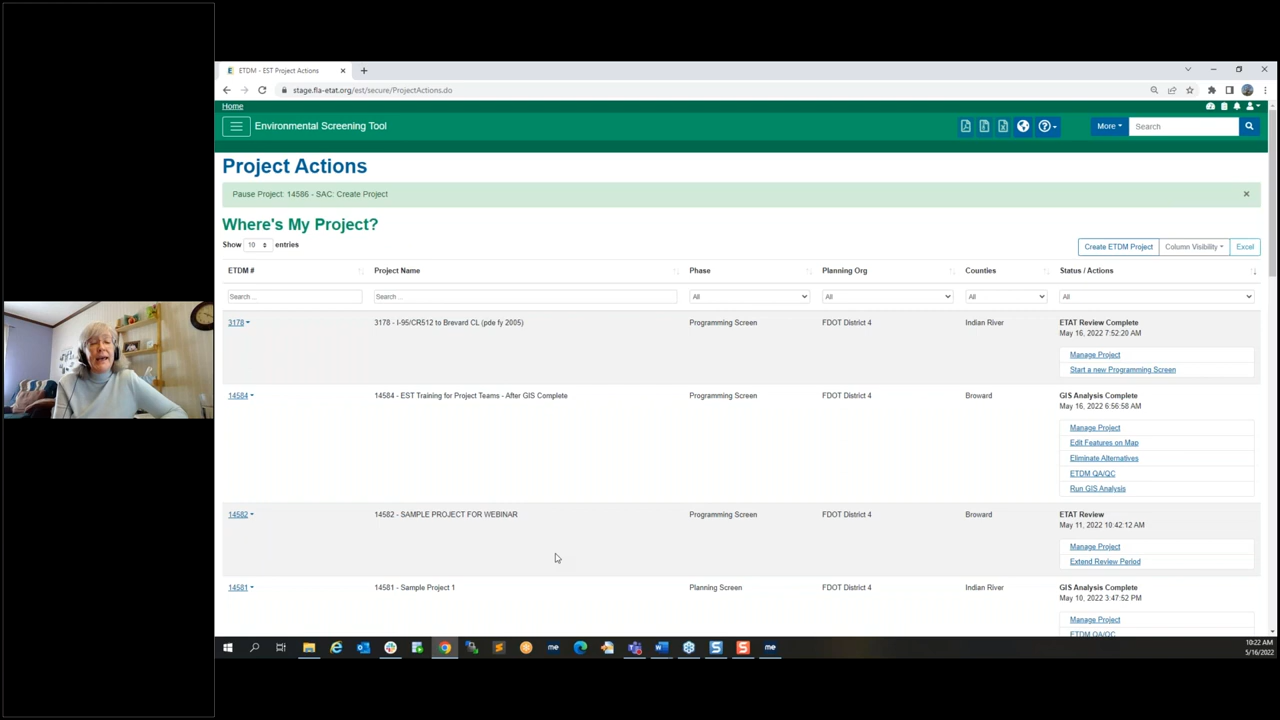 ETDM - EST Project Actions
stage.fla-etat.org/est/secure/ProjectActions.do
Home
Environmental Screening Tool
More
Search
Project Actions
Pause Project: 14586 - SAC: Create Project
Where's My Project?
Show 10 entries
Create ETDM Project Column Visibility Excel
ETDM # Project Name Phase Planning Org Counties Status / Actions
Search ... Search ... All All All All
3178 3178 - I-95/CR512 to Brevard CL (pde fy 2005) Programming Screen FDOT District 4 Indian River ETAT Review Complete
May 16, 2022 7:52:20 AM
Manage Project
Start a new Programming Screen
14584 14584 - EST Training for Project Teams - After GIS Complete Programming Screen FDOT District 4 Broward GIS Analysis Complete
May 16, 2022 6:56:58 AM
Manage Project
Edit Features on Map
Eliminate Alternatives
ETDM QA/QC
Run GIS Analysis
14582 14582 - SAMPLE PROJECT FOR WEBINAR Programming Screen FDOT District 4 Broward ETAT Review
May 11, 2022 10:42:12 AM
Manage Project
Extend Review Period
14581 14581 - Sample Project 1 Planning Screen FDOT District 4 Indian River GIS Analysis Complete
May 10, 2022 3:47:52 PM
Manage Project
ETDM QA/QC
me me
10:22 AM
5/16/2022